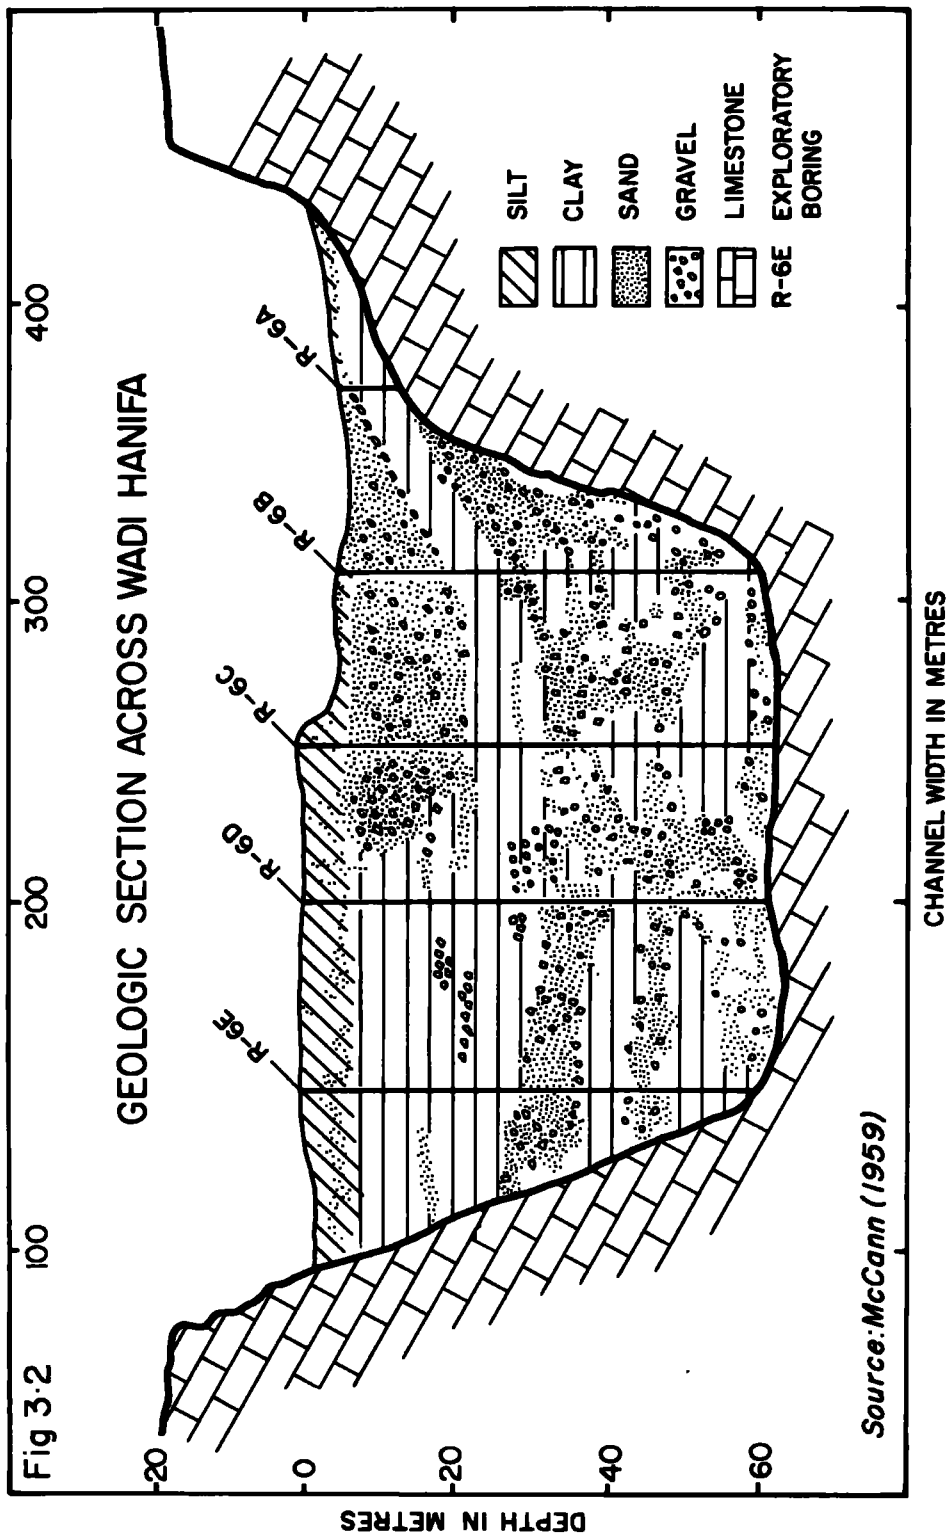 Fig 3·2
GEOLOGIC SECTION ACROSS WADI HANIFA
100
200
300
400
R-6E
R-6D
R-6C
R-6B
R-6A
-20
-0
-20
-40
-60
DEPTH IN METRES
SILT
CLAY
SAND
GRAVEL
LIMESTONE
R-6E EXPLORATORY
BORING
Source: McCann (1959)
CHANNEL WIDTH IN METRES